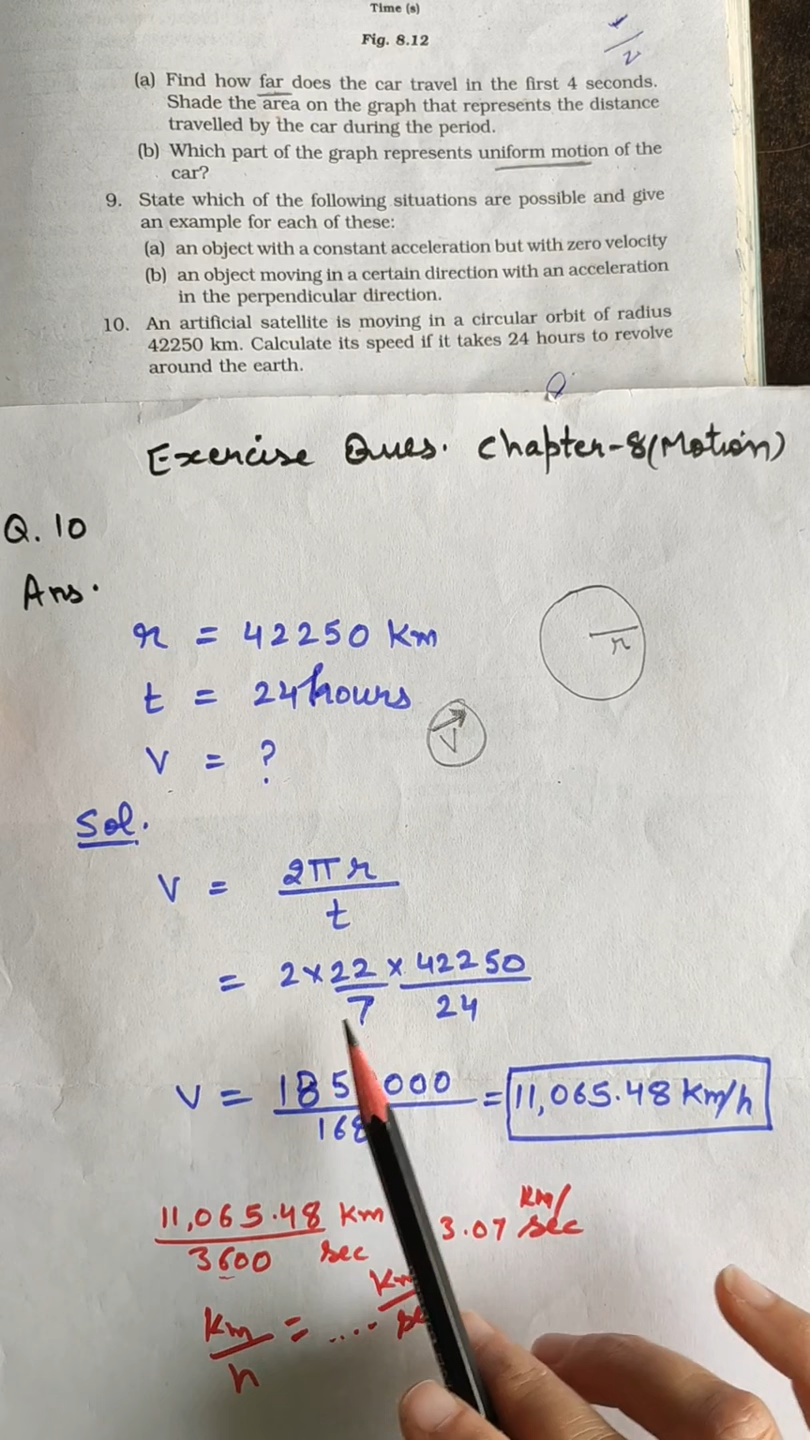 Time (s)
Fig. 8.12
(a) Find how far does the car travel in the first 4 seconds.
Shade the area on the graph that represents the distance
travelled by the car during the period.
(b) Which part of the graph represents uniform motion of the
car?
9. State which of the following situations are possible and give
an example for each of these:
(a) an object with a constant acceleration but with zero velocity
(b) an object moving in a certain direction with an acceleration
in the perpendicular direction.
10. An artificial satellite is moving in a circular orbit of radius
42250 km. Calculate its speed if it takes 24 hours to revolve
around the earth.
Exercise Ques. Chapter-8(Motion)
Q. 10
Ans.
r = 42250 Km
r
t = 24 hours
V
V = ?
Sol.
V = 2πr / t
= 2 × 22/7 × 42250/24
V = 185 000 / 168 = 11,065.48 Km/h
11,065.48 Km / 3600 sec 3.07 Km/sec
Km/h = .... Km/